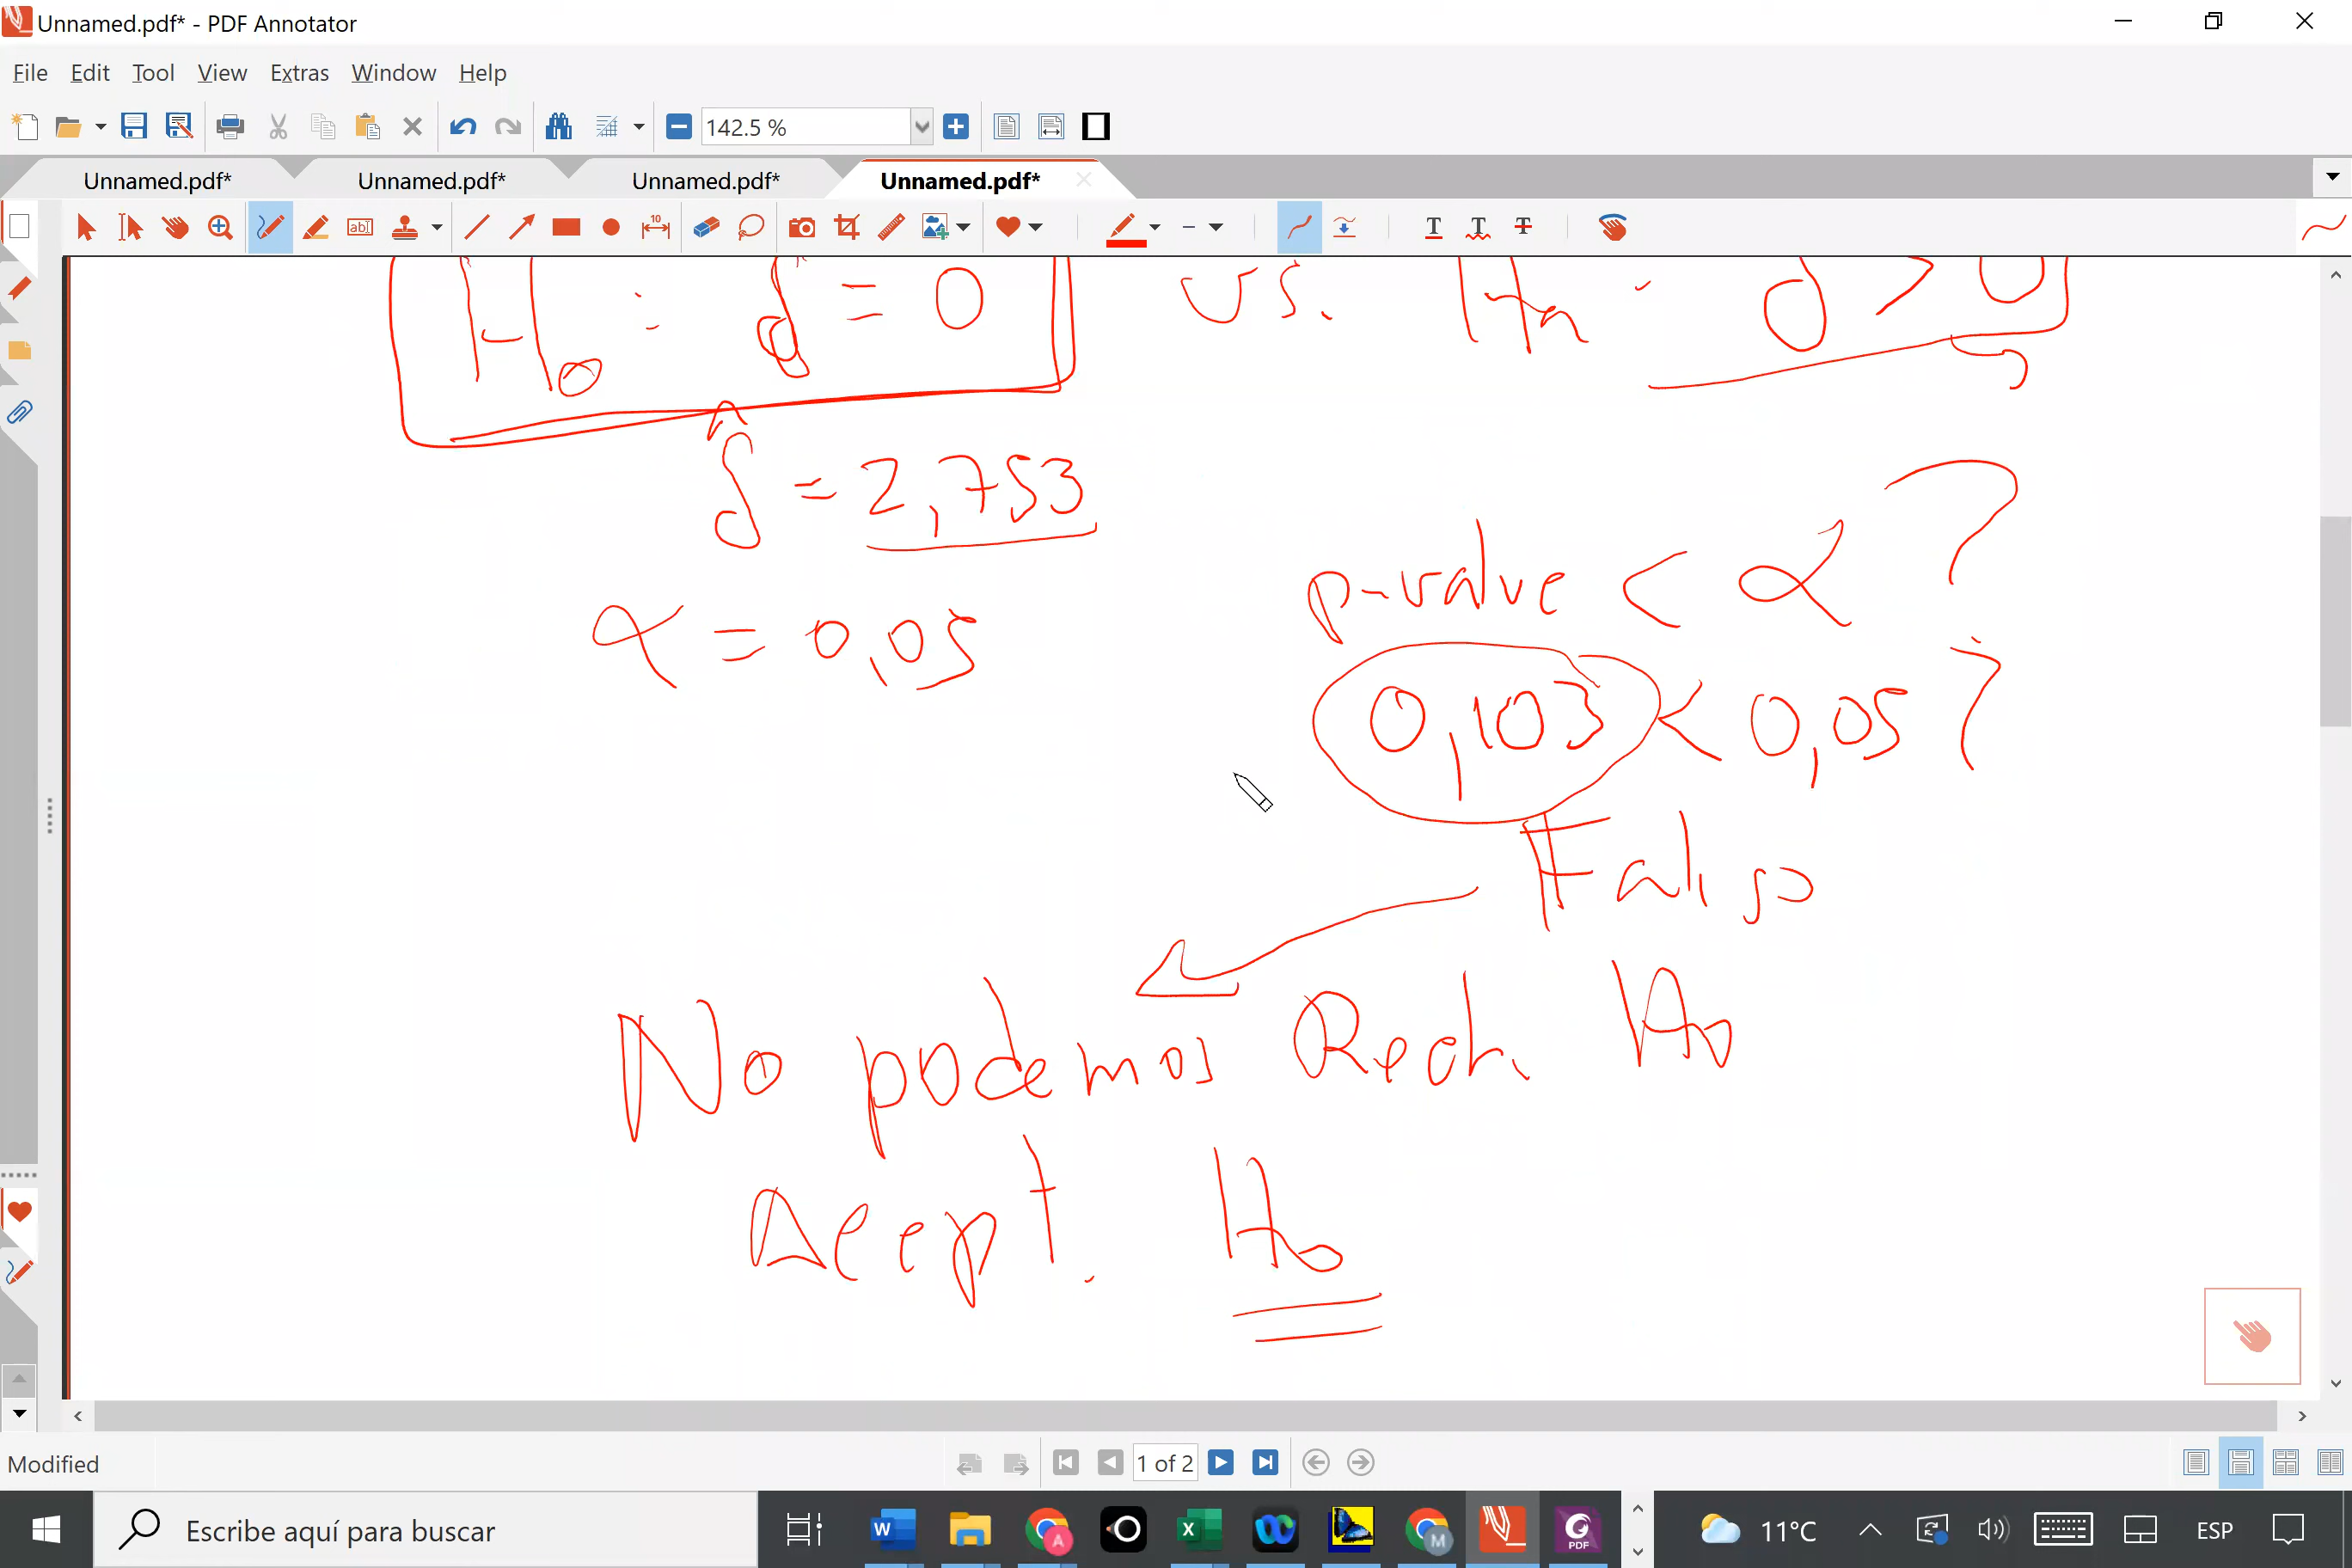 Unnamed.pdf* - PDF Annotator
File Edit Tool View Extras Window Help
142.5 %
Unnamed.pdf* Unnamed.pdf* Unnamed.pdf* Unnamed.pdf*
H₀ : δ = 0 vs. Hₐ : δ > 0
δ̂ = 2,753
p-value < α ?
α = 0,05
0,103 < 0,05 ?
Falso
No podemos Rech. H₀
Acept. H₀
Modified
1 of 2
Escribe aquí para buscar
11°C
ESP